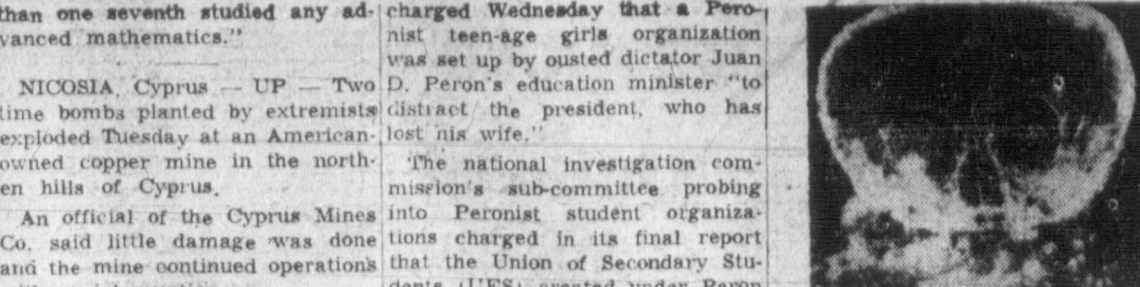 than one seventh studied any ad-
vanced mathematics."
NICOSIA, Cyprus — UP — Two
time bombs planted by extremists
exploded Tuesday at an American-
owned copper mine in the north-
en hills of Cyprus.
An official of the Cyprus Mines
Co. said little damage was done
and the mine continued operations
charged Wednesday that a Pero-
nist teen-age girls organization
was set up by ousted dictator Juan
D. Peron's education minister "to
distract the president, who has
lost his wife."
The national investigation com-
mission's sub-committee probing
into Peronist student organiza-
tions charged in its final report
that the Union of Secondary Stu-
dents (UES) created under Peron